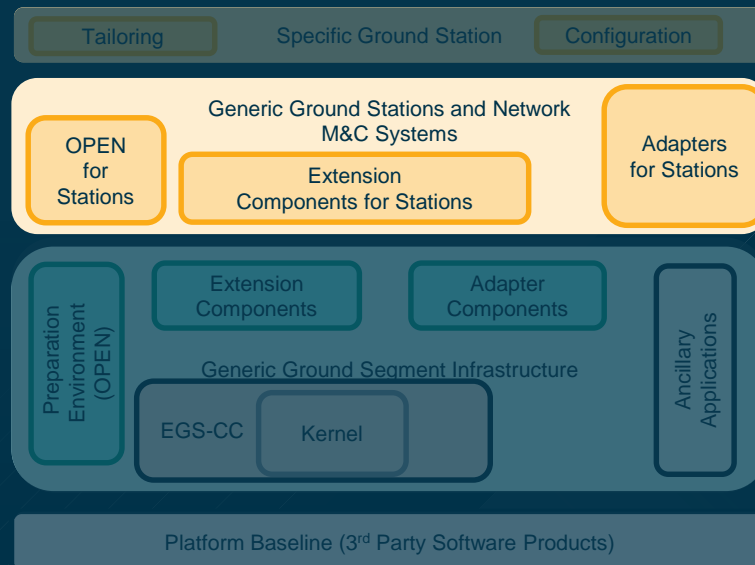 Tailoring
Specific Ground Station
Configuration
Generic Ground Stations and Network
M&C Systems
OPEN
for
Stations
Extension
Components for Stations
Adapters
for Stations
Preparation
Environment
(OPEN)
Extension
Components
Adapter
Components
Ancillary
Applications
Generic Ground Segment Infrastructure
EGS-CC
Kernel
Platform Baseline (3rd Party Software Products)